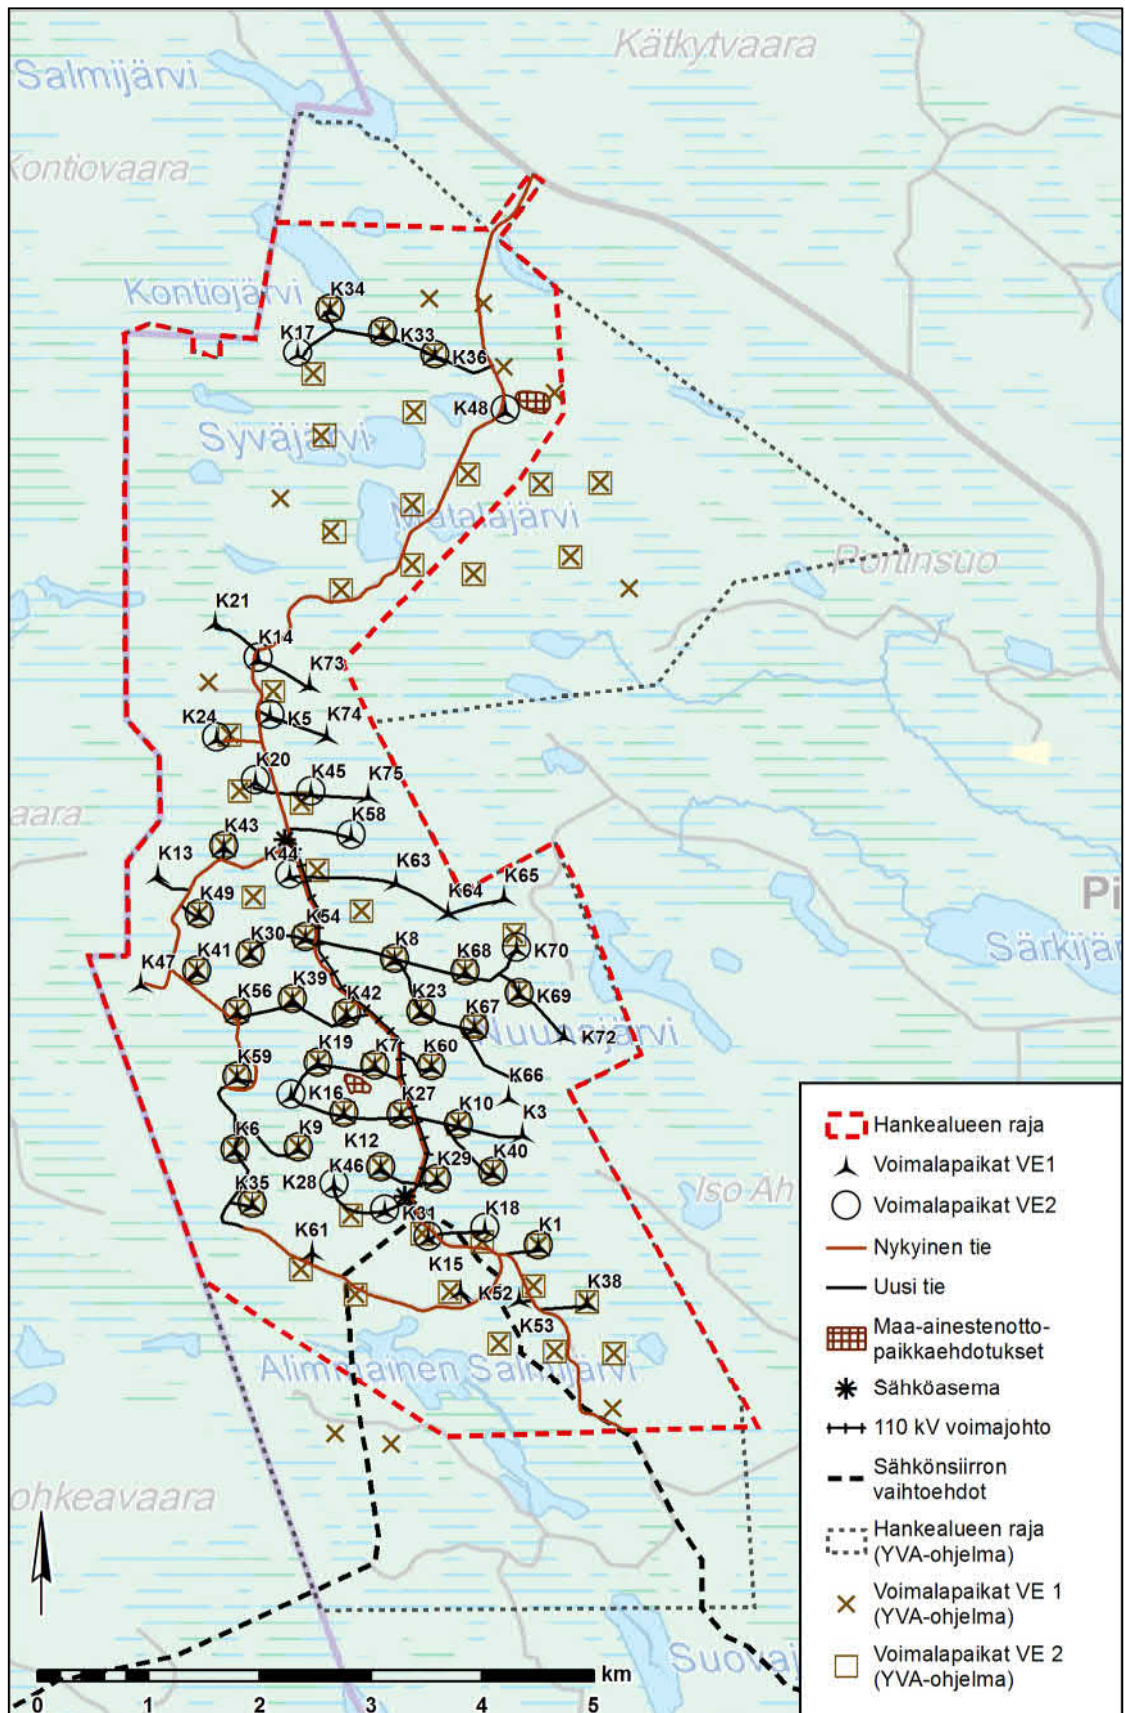 Kätkytvaara
Salmijärvi
Kontiovaara
Kontiojärvi
K34
K17
K33
K36
K48
Syväjärvi
Matalajärvi
Portinsuo
K21
K14
K73
K24
K5
K74
K20
K45
K75
aara
K58
K43
K13
K44
K63
K65
K64
K49
Pi
K54
K30
K8
K68
K70
Särkijär
K47
K41
K39
K56
K42
K23
K69
K67
Nuunajärvi
K72
K19
K7
K60
K59
K66
K16
K27
K10
K3
K6
K9
K12
K40
K29
K46
K28
K35
Iso Ah
K31
K18
K1
K61
K15
K52
K38
K53
Alimmainen Salmijärvi
ohkeavaara
Suovaj
km
0 1 2 3 4 5
Hankealueen raja
Voimalapaikat VE1
Voimalapaikat VE2
Nykyinen tie
Uusi tie
Maa-ainestenotto-
paikkaehdotukset
Sähköasema
110 kV voimajohto
Sähkönsiirron
vaihtoehdot
Hankealueen raja
(YVA-ohjelma)
Voimalapaikat VE 1
(YVA-ohjelma)
Voimalapaikat VE 2
(YVA-ohjelma)